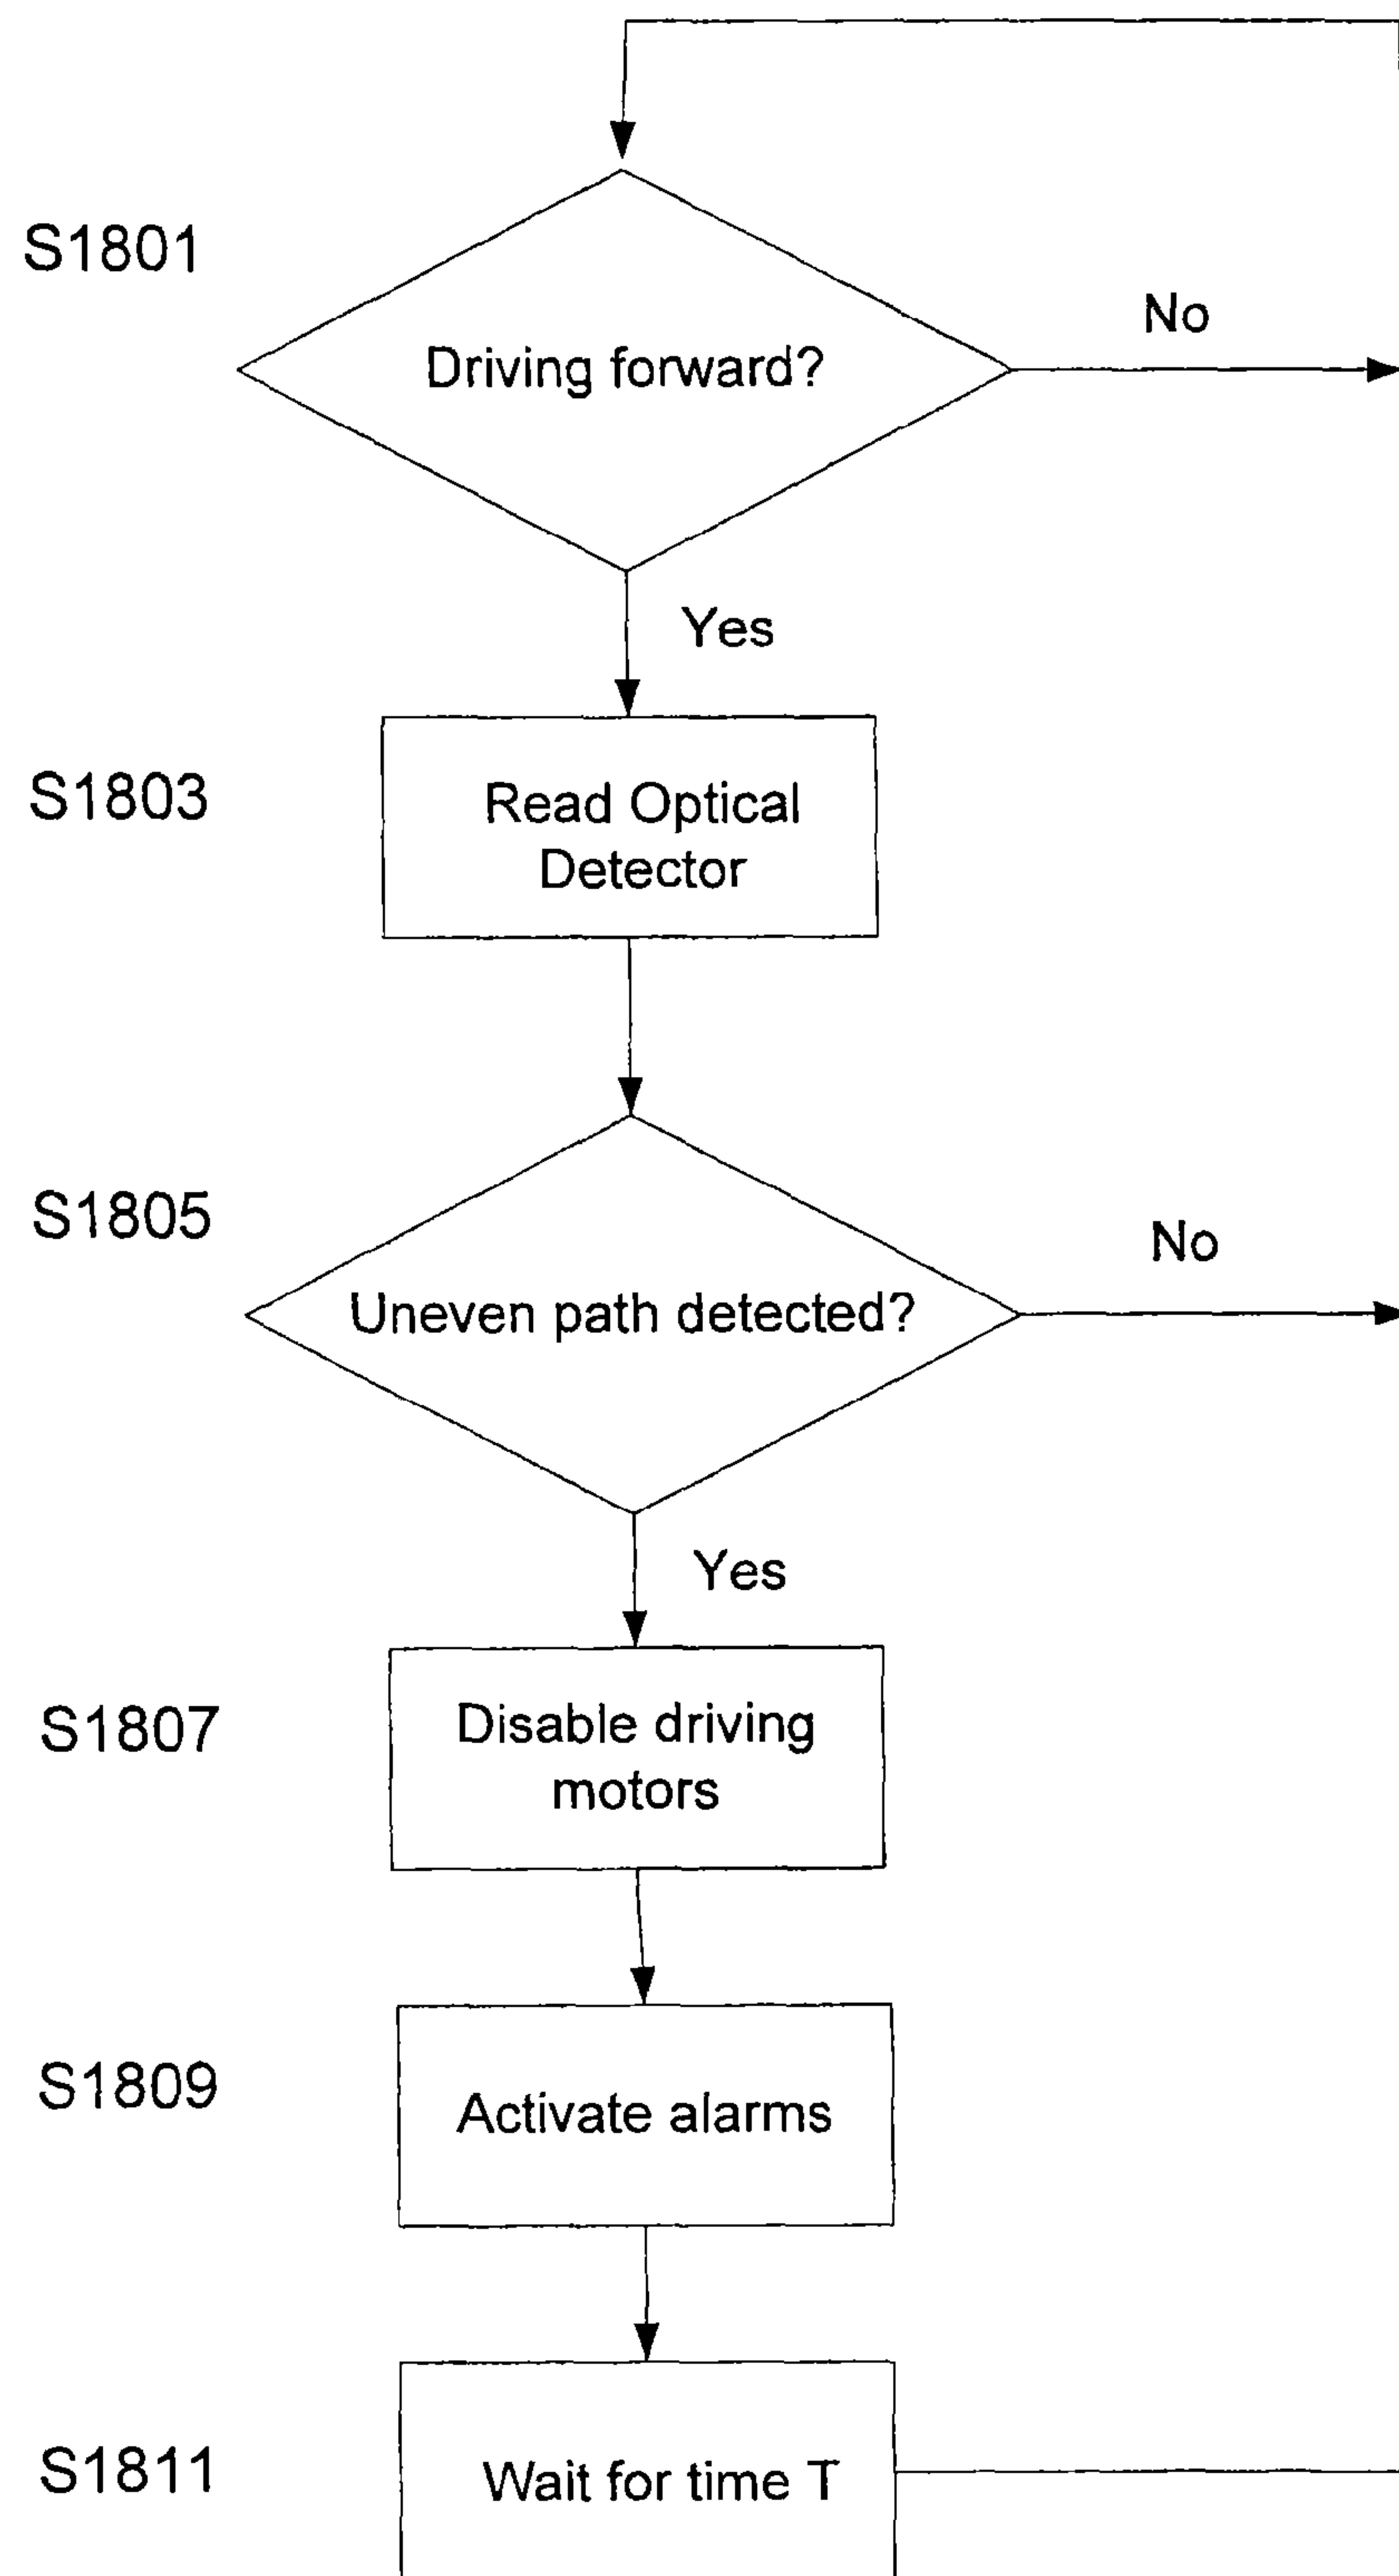 S1801
Driving forward?
No
Yes
S1803
Read Optical
Detector
S1805
Uneven path detected?
No
Yes
S1807
Disable driving
motors
S1809
Activate alarms
S1811
Wait for time T